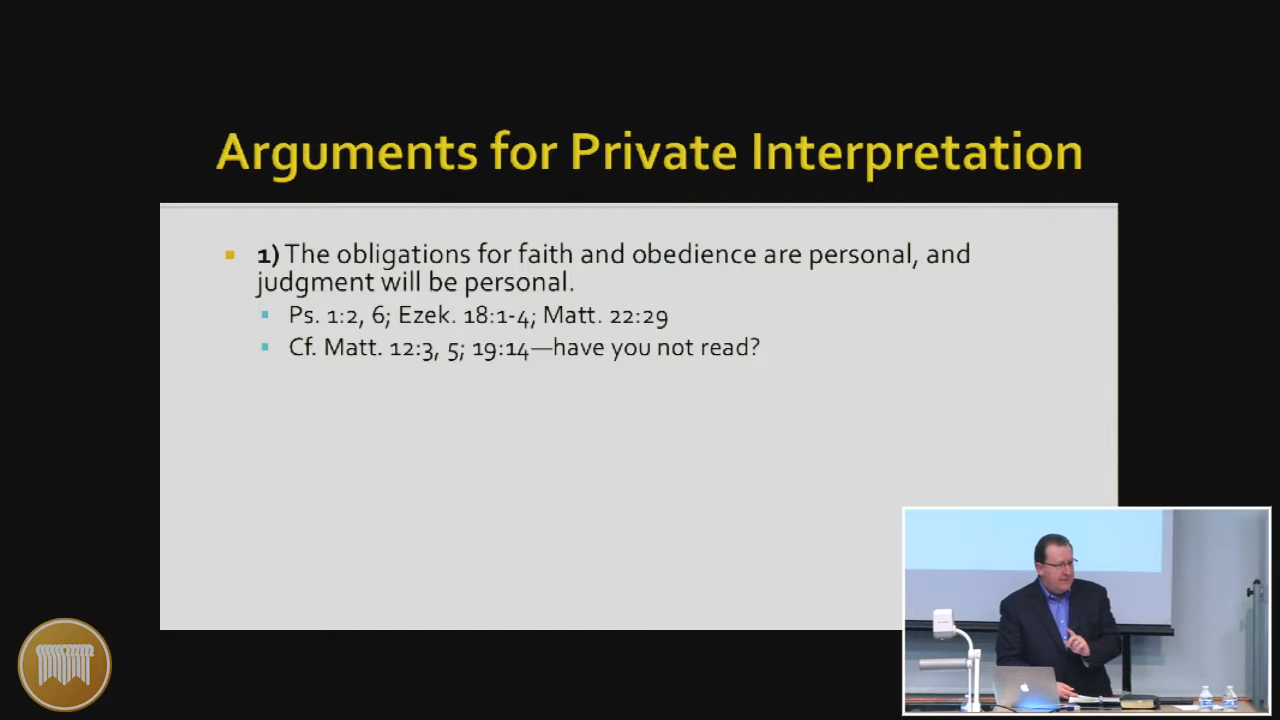 Arguments for Private Interpretation
1) The obligations for faith and obedience are personal, and
judgment will be personal.
Ps. 1:2, 6; Ezek. 18:1-4; Matt. 22:29
Cf. Matt. 12:3, 5; 19:14—have you not read?